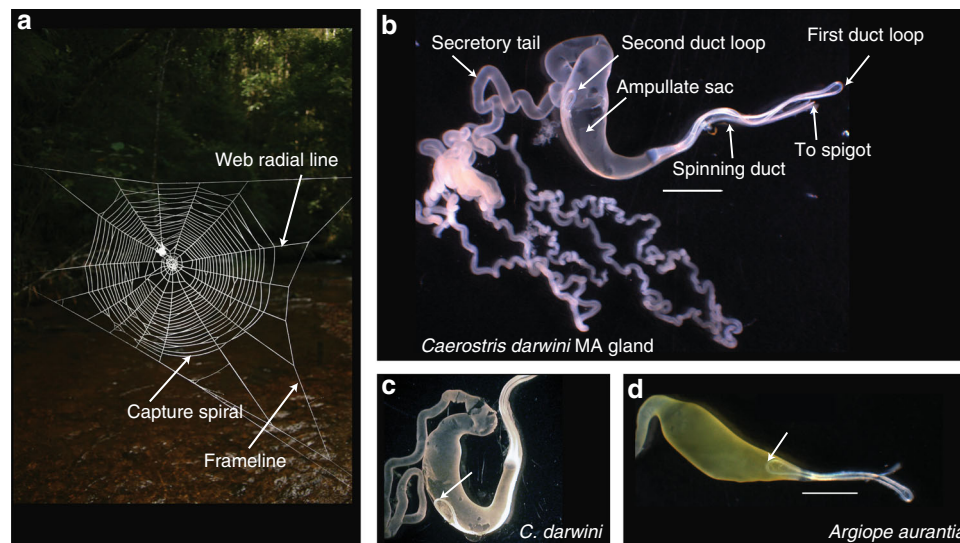 a
Web radial line
Capture spiral
Frameline
b
Secretory tail
Second duct loop
First duct loop
Ampullate sac
Spinning duct
To spigot
Caerostris darwini MA gland
c
C. darwini
d
Argiope aurantia